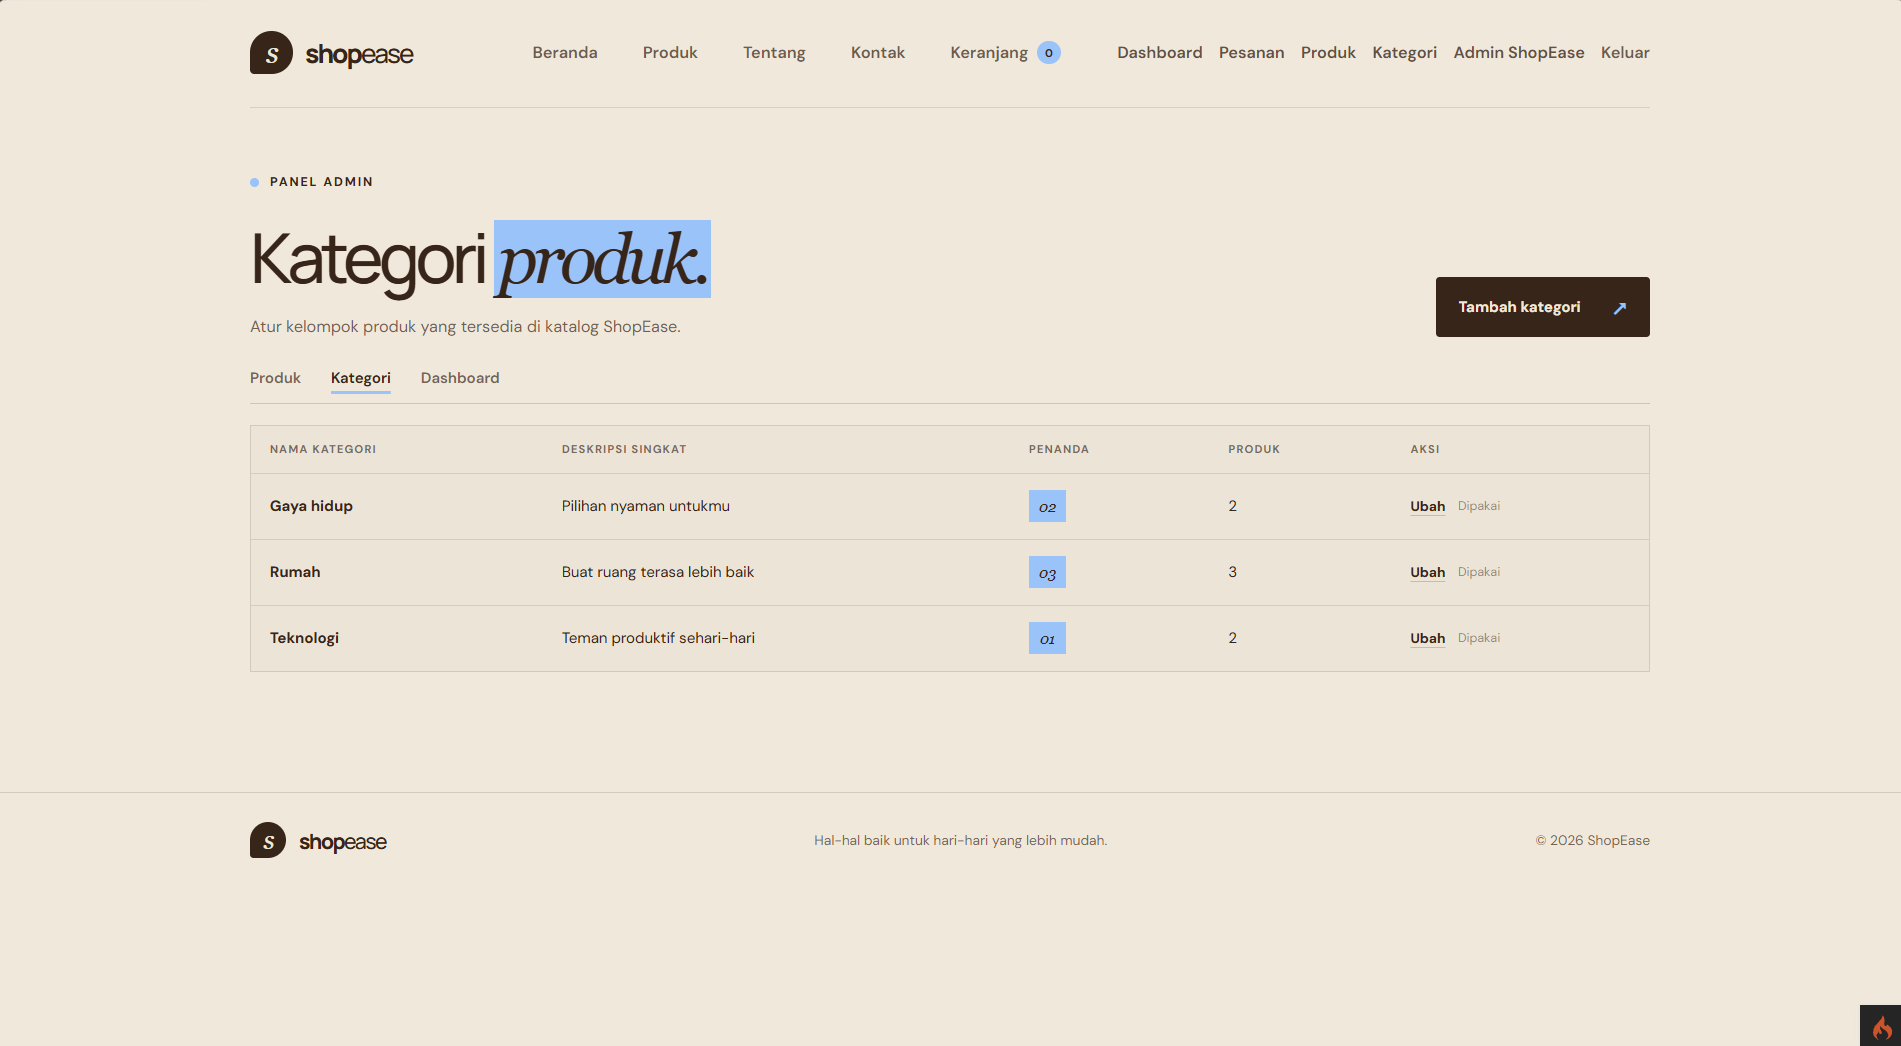 s shopease Beranda Produk Tentang Kontak Keranjang 0 Dashboard Pesanan Produk Kategori Admin ShopEase Keluar
PANEL ADMIN
Kategori produk.
Atur kelompok produk yang tersedia di katalog ShopEase.
Tambah kategori ↗
Produk Kategori Dashboard
NAMA KATEGORI DESKRIPSI SINGKAT PENANDA PRODUK AKSI
Gaya hidup Pilihan nyaman untukmu 02 2 Ubah Dipakai
Rumah Buat ruang terasa lebih baik 03 3 Ubah Dipakai
Teknologi Teman produktif sehari-hari 01 2 Ubah Dipakai
s shopease Hal-hal baik untuk hari-hari yang lebih mudah. © 2026 ShopEase